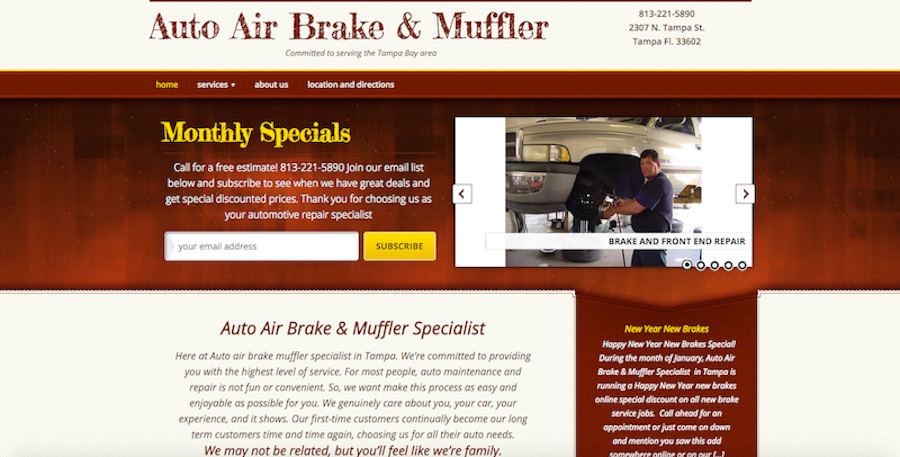 Auto Air Brake & Muffler
Committed to serving the Tampa Bay area
813-221-5890
2307 N. Tampa St.
Tampa Fl. 33602
home services about us location and directions
Monthly Specials
Call for a free estimate! 813-221-5890 Join our email list
below and subscribe to see when we have great deals and
get special discounted prices. Thank you for choosing us as
your automotive repair specialist
your email address
SUBSCRIBE
BRAKE AND FRONT END REPAIR
Auto Air Brake & Muffler Specialist
Here at Auto air brake muffler specialist in Tampa. We're committed to providing
you with the highest level of service. For most people, auto maintenance and
repair is not fun or convenient. So, we want make this process as easy and
enjoyable as possible for you. We genuinely care about you, your car, your
experience, and it shows. Our first-time customers continually become our long
term customers time and time again, choosing us for all their auto needs.
We may not be related, but you'll feel like we're family.
New Year New Brakes
Happy New Year New Brakes Special!
During the month of January, Auto Air
Brake & Muffler Specialist in Tampa is
running a Happy New Year new brakes
online special discount on all new brake
service jobs. Call ahead for an
appointment or just come on down
and mention you saw this add
somewhere online or on our [...]